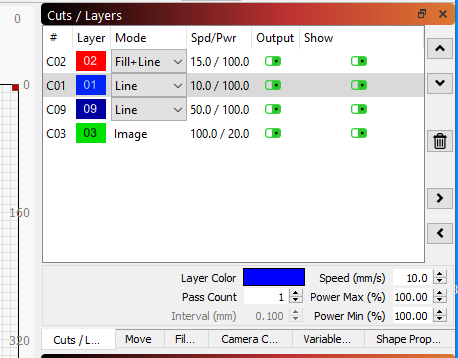 0
Cuts / Layers
# Layer Mode Spd/Pwr Output Show
C02 02 Fill+Line 15.0 / 100.0
C01 01 Line 10.0 / 100.0
0
C09 09 Line 50.0 / 100.0
C03 03 Image 100.0 / 20.0
160
Layer Color Speed (mm/s) 10.0
Pass Count 1 Power Max (%) 100.00
Interval (mm) 0.100 Power Min (%) 100.00
320
Cuts / L... Move Fil... Camera C... Variable... Shape Prop...